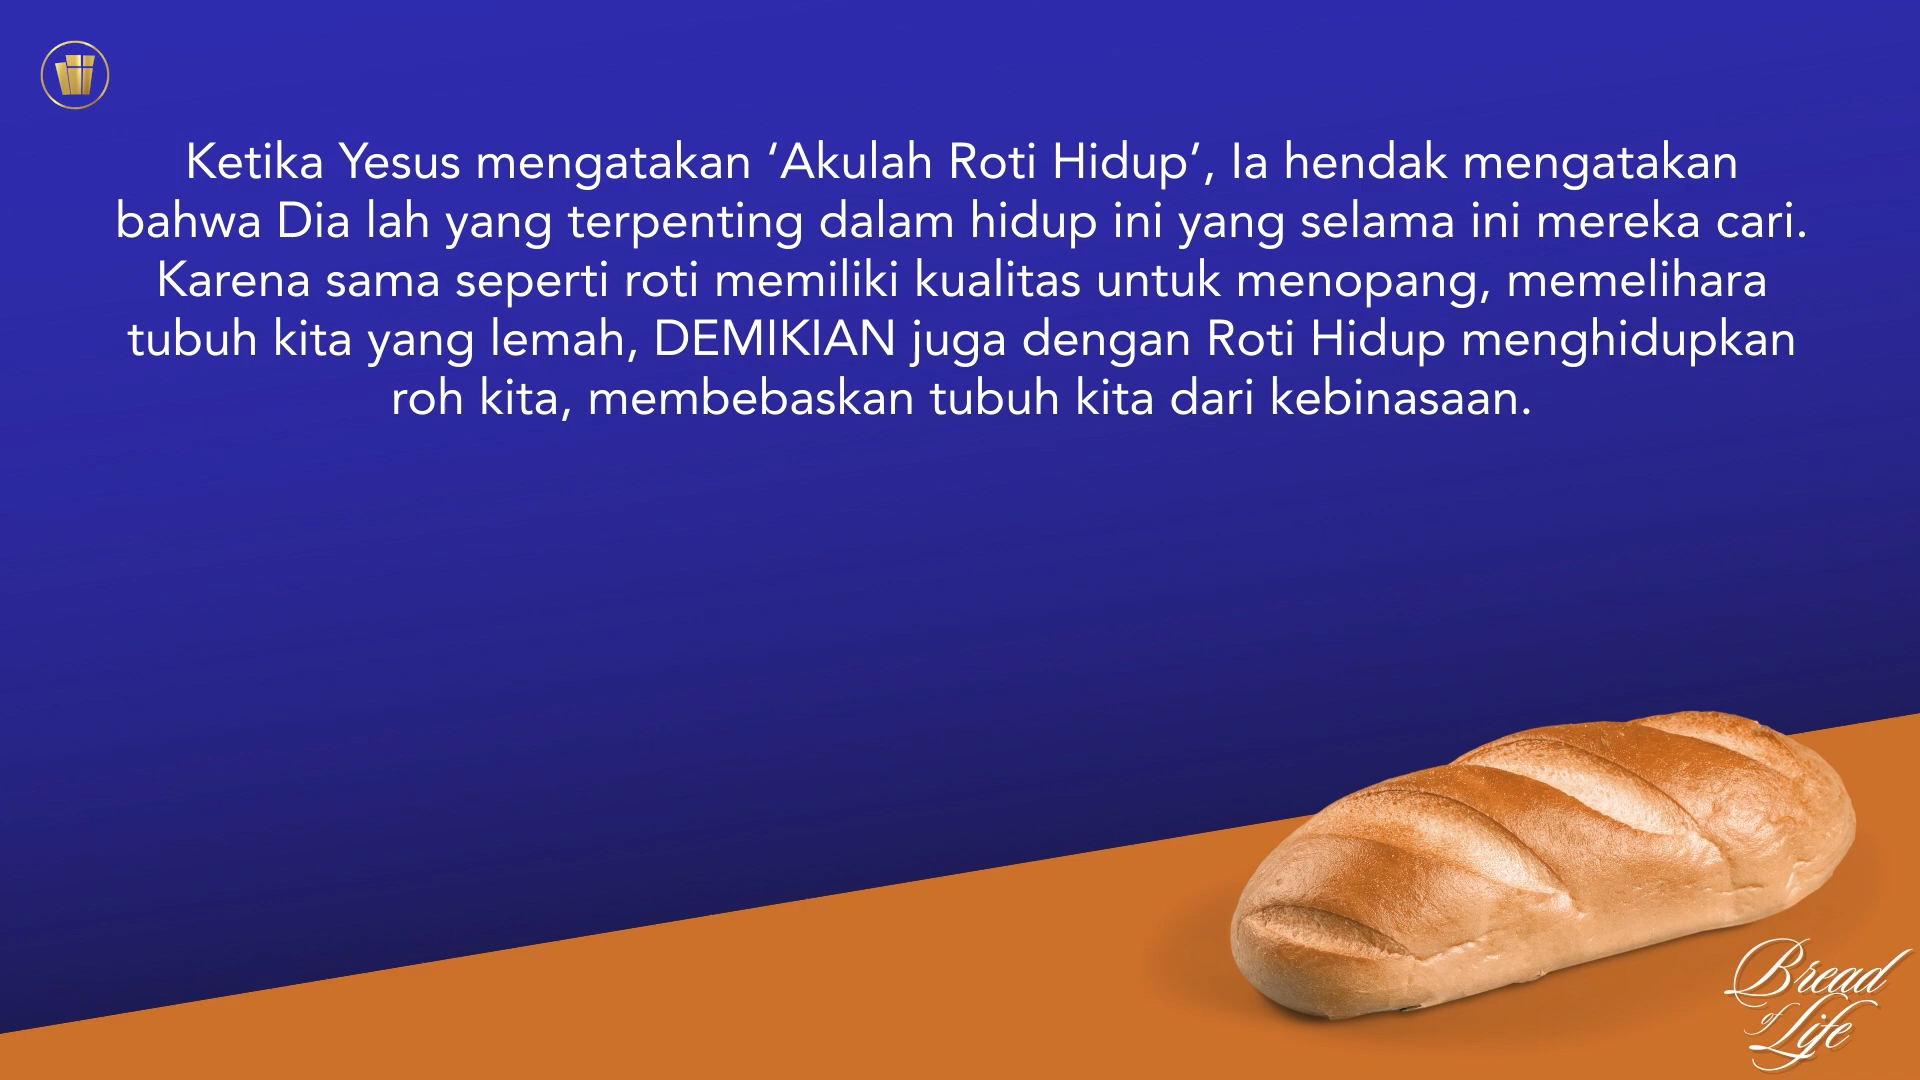 Ketika Yesus mengatakan ‘Akulah Roti Hidup’, Ia hendak mengatakan
bahwa Dia lah yang terpenting dalam hidup ini yang selama ini mereka cari.
Karena sama seperti roti memiliki kualitas untuk menopang, memelihara
tubuh kita yang lemah, DEMIKIAN juga dengan Roti Hidup menghidupkan
roh kita, membebaskan tubuh kita dari kebinasaan.
Bread
of
Life